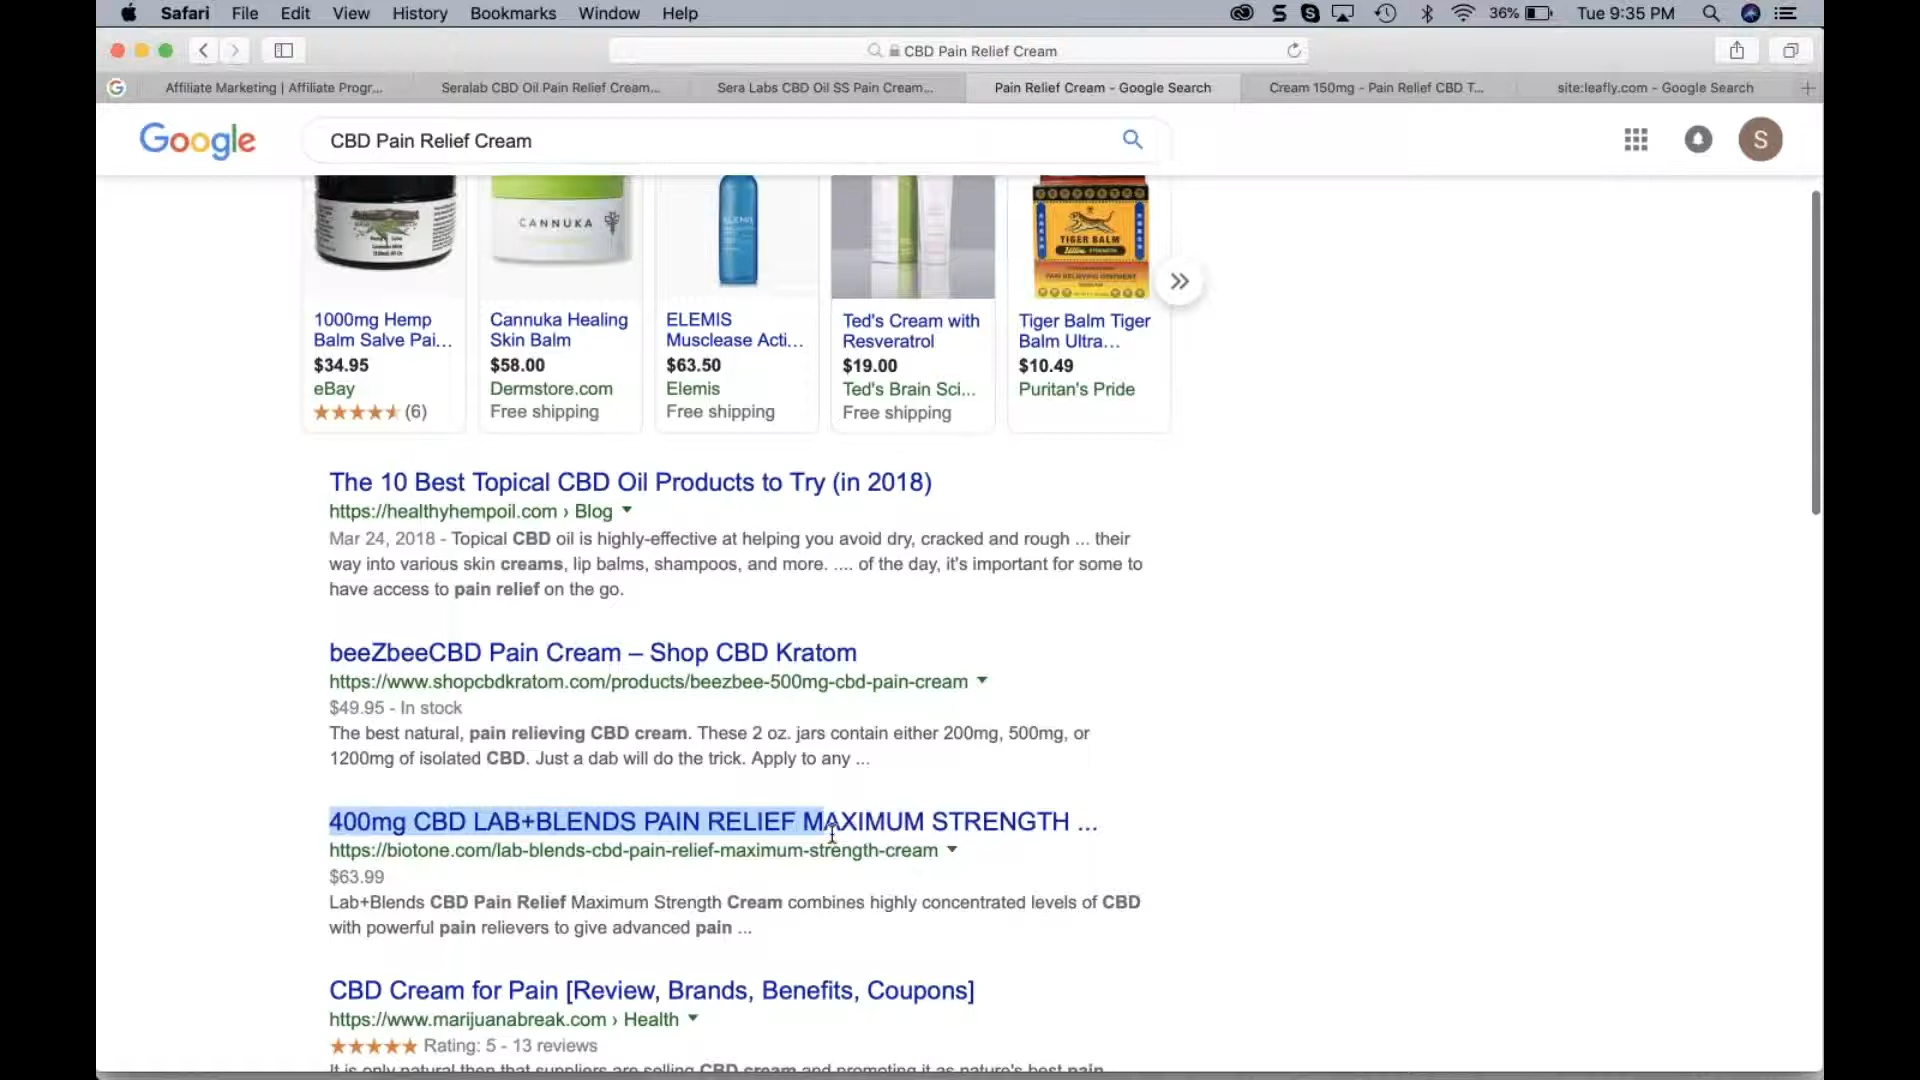 Safari File Edit View History Bookmarks Window Help 36% Tue 9:35 PM
CBD Pain Relief Cream
Affiliate Marketing | Affiliate Progr... Seralab CBD Oil Pain Relief Cream... Sera Labs CBD Oil SS Pain Cream... Pain Relief Cream - Google Search Cream 150mg - Pain Relief CBD T... site:leafly.com - Google Search
Google CBD Pain Relief Cream S
CANNUKA
ELEMIS
TIGER BALM
PAIN RELIEVING OINTMENT
1000mg Hemp
Balm Salve Pai...
$34.95
eBay
(6)
Cannuka Healing
Skin Balm
$58.00
Dermstore.com
Free shipping
ELEMIS
Musclease Acti...
$63.50
Elemis
Free shipping
Ted's Cream with
Resveratrol
$19.00
Ted's Brain Sci...
Free shipping
Tiger Balm Tiger
Balm Ultra...
$10.49
Puritan's Pride
The 10 Best Topical CBD Oil Products to Try (in 2018)
https://healthyhempoil.com › Blog
Mar 24, 2018 - Topical CBD oil is highly-effective at helping you avoid dry, cracked and rough ... their
way into various skin creams, lip balms, shampoos, and more. .... of the day, it's important for some to
have access to pain relief on the go.
beeZbeeCBD Pain Cream – Shop CBD Kratom
https://www.shopcbdkratom.com/products/beezbee-500mg-cbd-pain-cream
$49.95 - In stock
The best natural, pain relieving CBD cream. These 2 oz. jars contain either 200mg, 500mg, or
1200mg of isolated CBD. Just a dab will do the trick. Apply to any ...
400mg CBD LAB+BLENDS PAIN RELIEF MAXIMUM STRENGTH ...
https://biotone.com/lab-blends-cbd-pain-relief-maximum-strength-cream
$63.99
Lab+Blends CBD Pain Relief Maximum Strength Cream combines highly concentrated levels of CBD
with powerful pain relievers to give advanced pain ...
CBD Cream for Pain [Review, Brands, Benefits, Coupons]
https://www.marijuanabreak.com › Health
Rating: 5 - 13 reviews
It is only natural then that suppliers are selling CBD cream and promoting it as nature's best pain